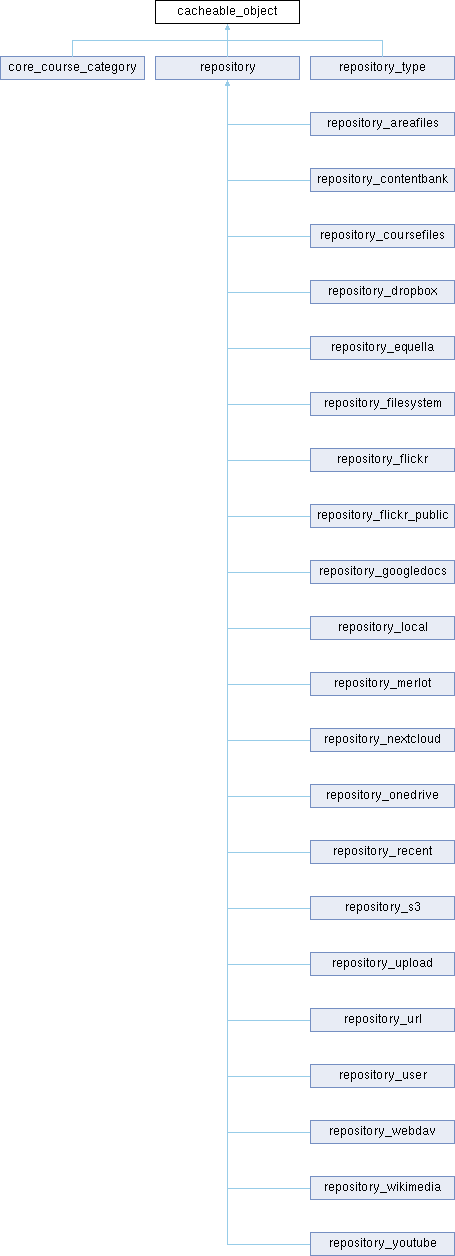 cacheable_object
core_course_category
repository
repository_type
repository_areafiles
repository_contentbank
repository_coursefiles
repository_dropbox
repository_equella
repository_filesystem
repository_flickr
repository_flickr_public
repository_googledocs
repository_local
repository_merlot
repository_nextcloud
repository_onedrive
repository_recent
repository_s3
repository_upload
repository_url
repository_user
repository_webdav
repository_wikimedia
repository_youtube